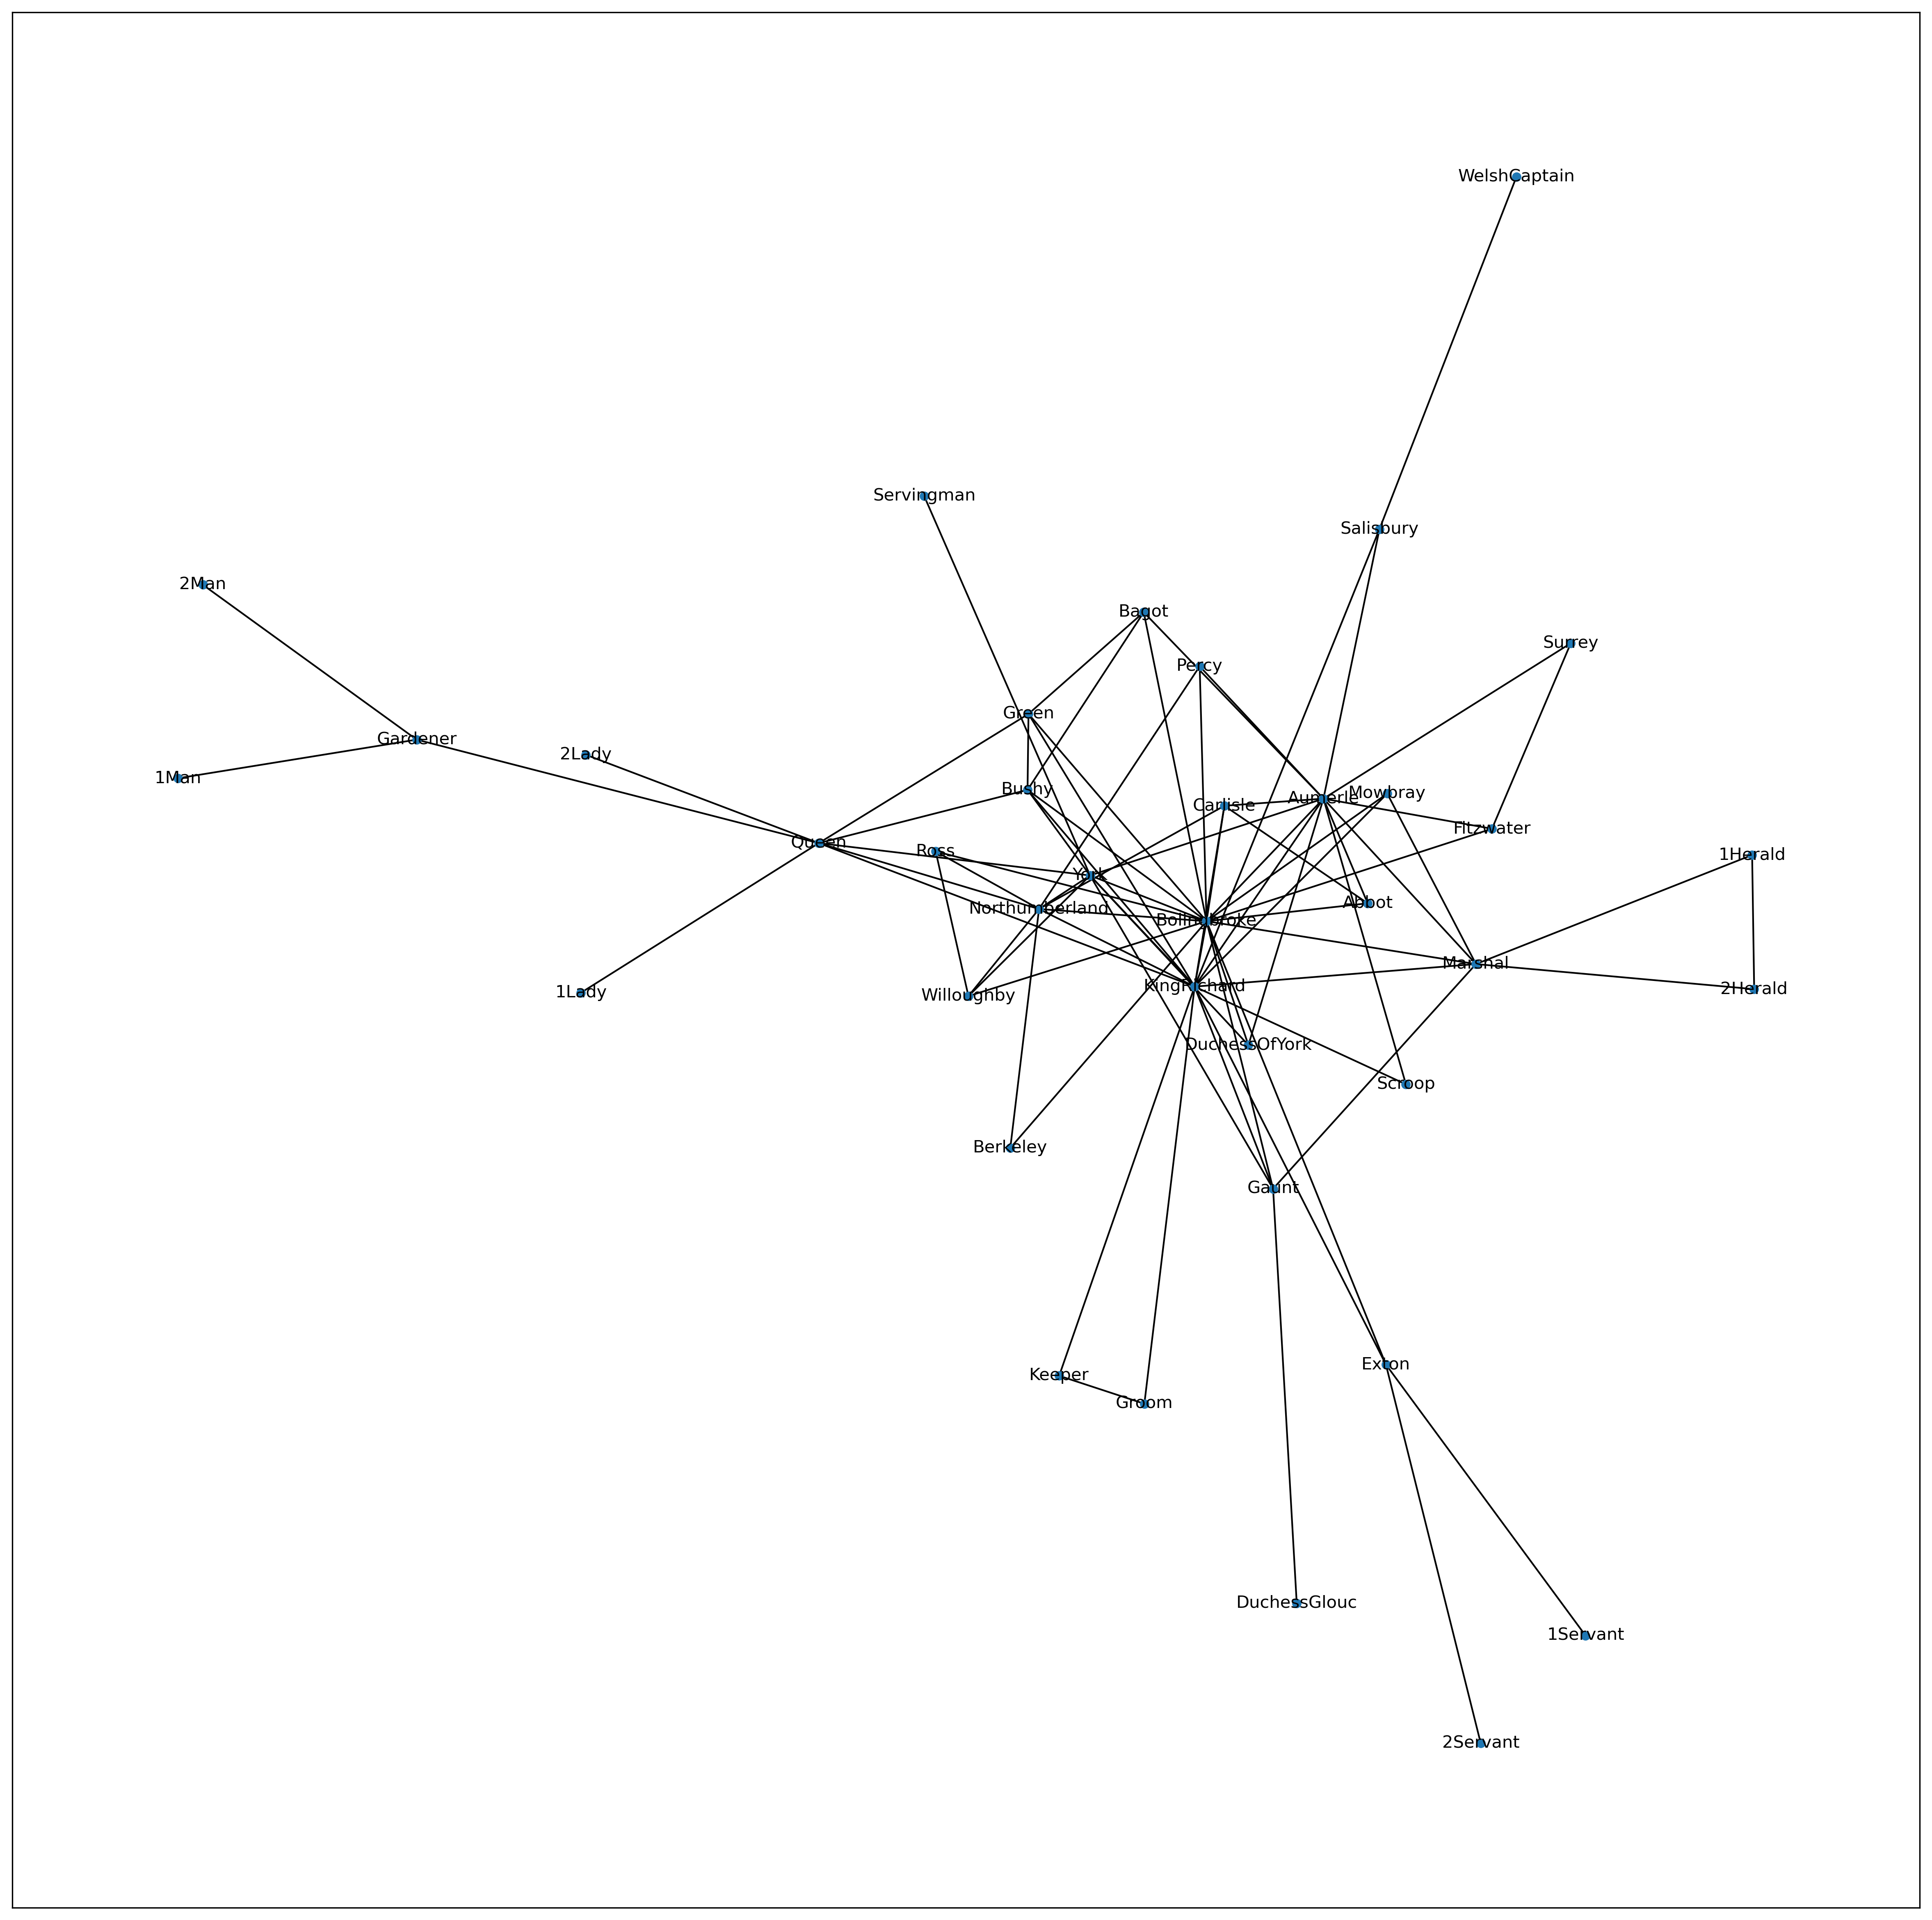 WelshCaptain
Servingman
Salisbury
2Man
Bagot
Surrey
Percy
Green
Gardener
2Lady
1Man
Bushy
Carlisle
Aumerle
Mowbray
Fitzwater
Queen
Ross
1Herald
York
Northumberland
Abbot
Bolingbroke
Marshal
KingRichard
2Herald
1Lady
Willoughby
DuchessOfYork
Scroop
Berkeley
Gaunt
Exton
Keeper
Groom
DuchessGlouc
1Servant
2Servant